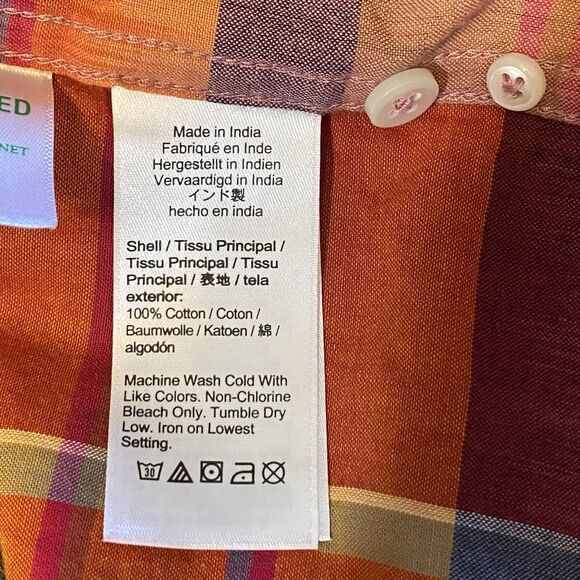 ED
NET
Made in India
Fabriqué en Inde
Hergestellt in Indien
Vervaardigd in India
インド製
hecho en india
Shell / Tissu Principal /
Tissu Principal / Tissu
Principal / 表地 / tela
exterior:
100% Cotton / Coton /
Baumwolle / Katoen / 綿 /
algodón
Machine Wash Cold With
Like Colors. Non-Chlorine
Bleach Only. Tumble Dry
Low. Iron on Lowest
Setting.
30